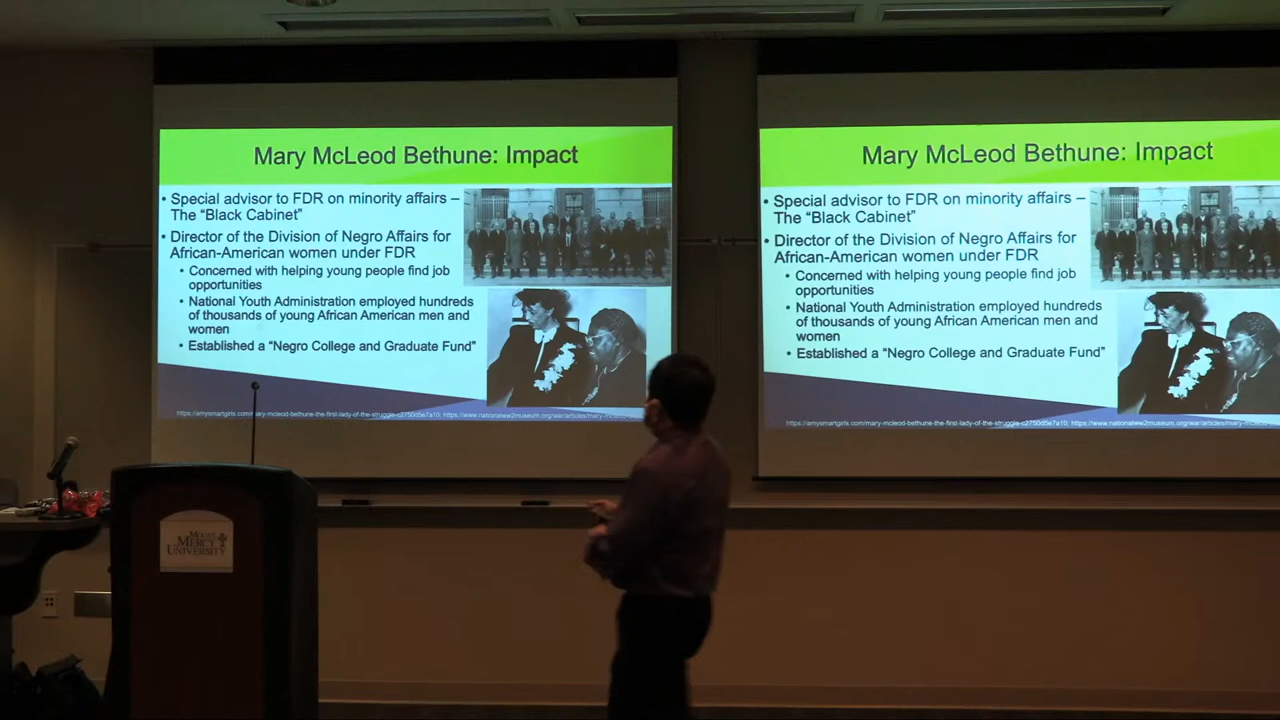 Mary McLeod Bethune: Impact
• Special advisor to FDR on minority affairs –
The “Black Cabinet”
• Director of the Division of Negro Affairs for
African-American women under FDR
• Concerned with helping young people find job
opportunities
• National Youth Administration employed hundreds
of thousands of young African American men and
women
• Established a “Negro College and Graduate Fund”
Mary McLeod Bethune: Impact
• Special advisor to FDR on minority affairs –
The “Black Cabinet”
• Director of the Division of Negro Affairs for
African-American women under FDR
• Concerned with helping young people find job
opportunities
• National Youth Administration employed hundreds
of thousands of young African American men and
women
• Established a “Negro College and Graduate Fund”
MOUNT
MERCY
UNIVERSITY